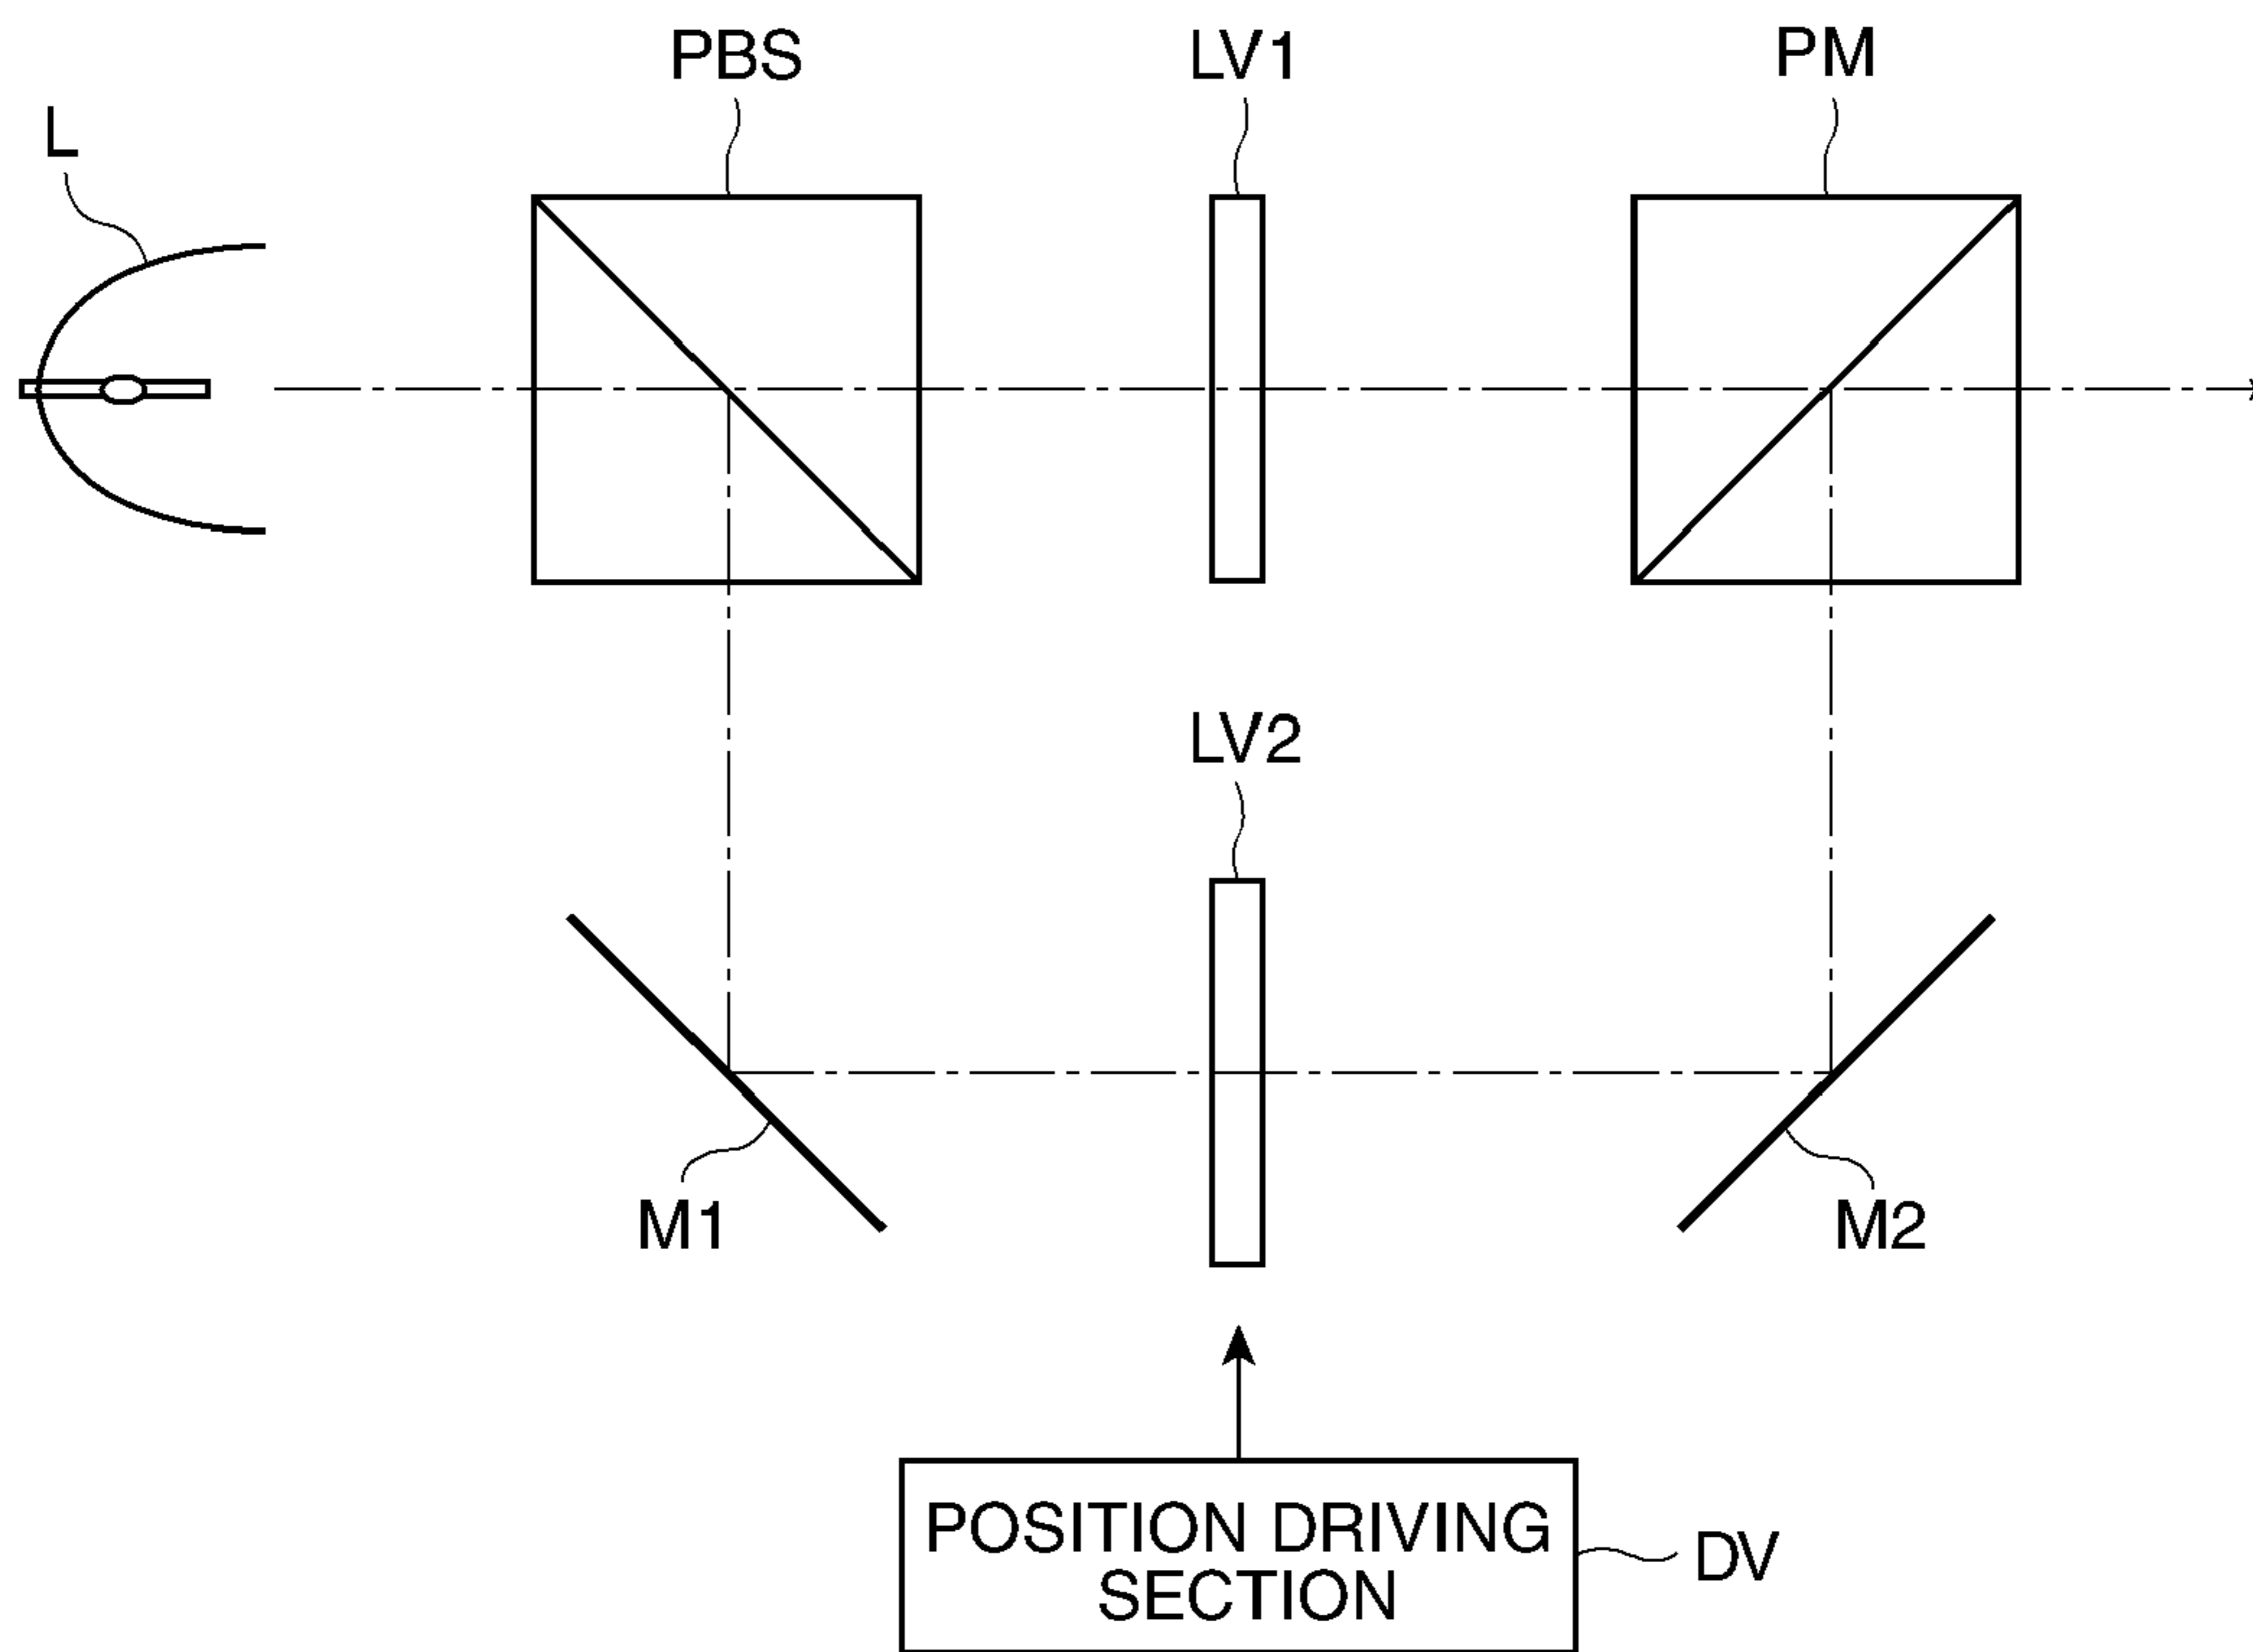 PBS
LV1
PM
L
LV2
M1
M2
POSITION DRIVING
SECTION
DV